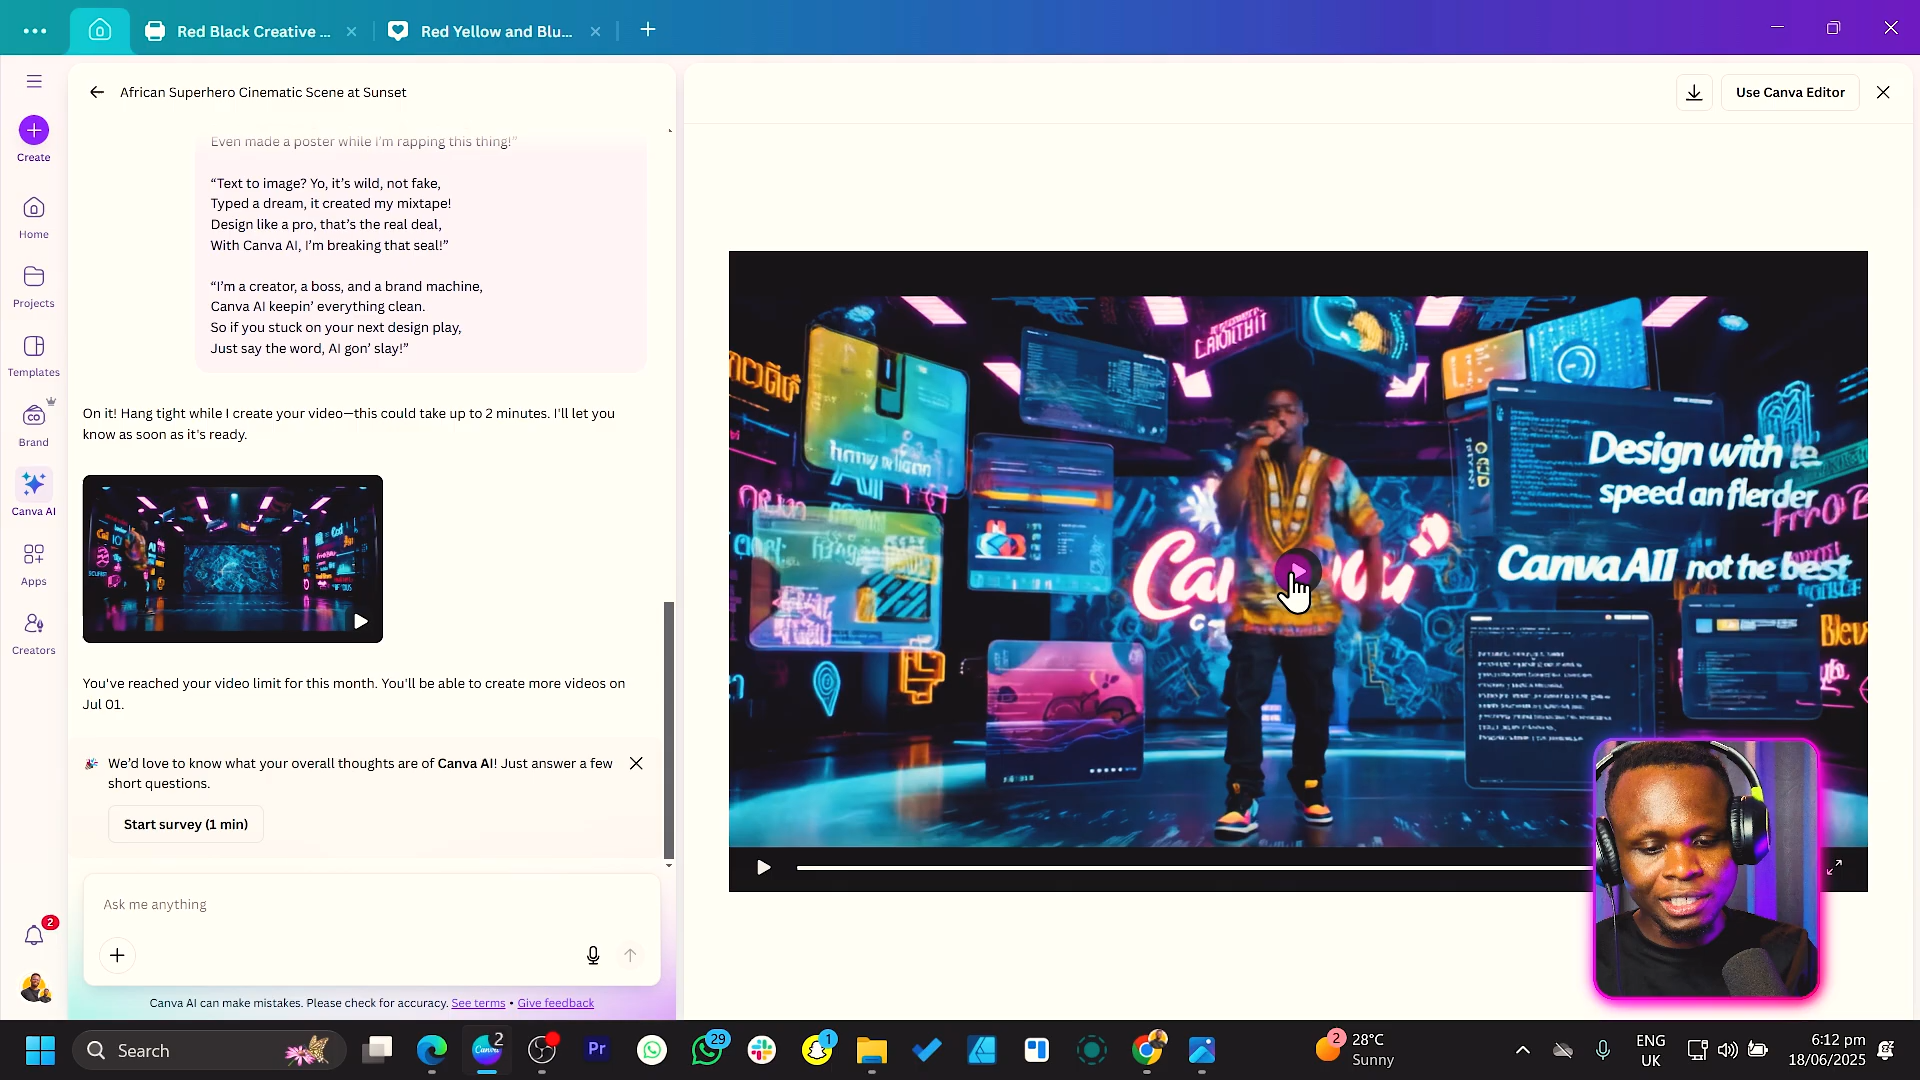 Red Black Creative ...
Red Yellow and Blu...
Create
Home
Projects
Templates
Brand
Canva AI
Apps
Creators
2
African Superhero Cinematic Scene at Sunset
Even made a poster while I'm rapping this thing!”
“Text to image? Yo, it’s wild, not fake,
Typed a dream, it created my mixtape!
Design like a pro, that’s the real deal,
With Canva AI, I’m breaking that seal!”
“I’m a creator, a boss, and a brand machine,
Canva AI keepin’ everything clean.
So if you stuck on your next design play,
Just say the word, AI gon’ slay!”
On it! Hang tight while I create your video—this could take up to 2 minutes. I'll let you
know as soon as it's ready.
You've reached your video limit for this month. You'll be able to create more videos on
Jul 01.
We’d love to know what your overall thoughts are of Canva AI! Just answer a few
short questions.
Start survey (1 min)
Ask me anything
Canva AI can make mistakes. Please check for accuracy. See terms • Give feedback
Use Canva Editor
Design with te
speed an flerder
CanvaAll not the best
Search
Canva
2
Pr
29
1
2
28°C
Sunny
ENG
UK
6:12 pm
18/06/2025